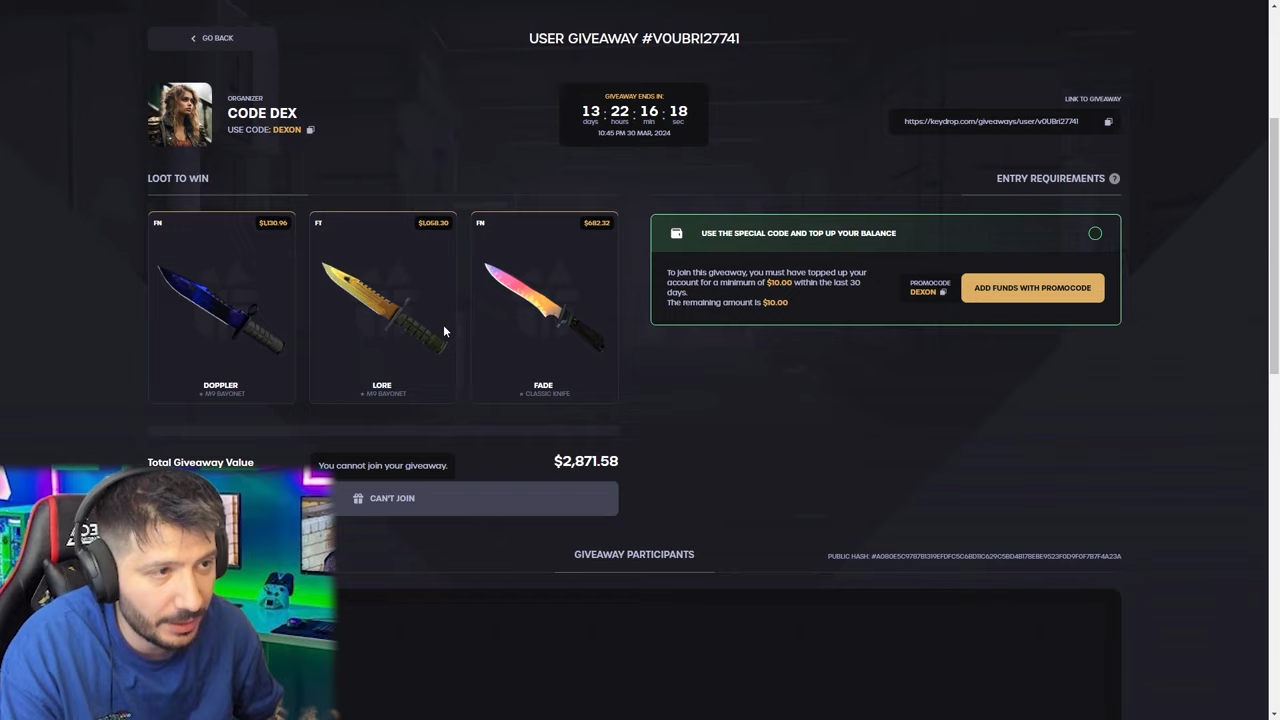 GO BACK
USER GIVEAWAY #V0UBRI27741
ORGANIZER
CODE DEX
USE CODE: DEXON
GIVEAWAY ENDS IN:
13 : 22 : 16 : 18
days hours min sec
10:45 PM 30 MAR, 2024
LINK TO GIVEAWAY
https://keydrop.com/giveaways/user/v0UBri27741
LOOT TO WIN
ENTRY REQUIREMENTS ?
FN $1,130.96
FT $1,058.30
FN $682.32
DOPPLER
★ M9 BAYONET
LORE
★ M9 BAYONET
FADE
★ CLASSIC KNIFE
USE THE SPECIAL CODE AND TOP UP YOUR BALANCE
To join this giveaway, you must have topped up your
account for a minimum of $10.00 within the last 30
days.
The remaining amount is $10.00
PROMOCODE
DEXON
ADD FUNDS WITH PROMOCODE
Total Giveaway Value
You cannot join your giveaway.
$2,871.58
CAN'T JOIN
GIVEAWAY PARTICIPANTS
PUBLIC HASH: